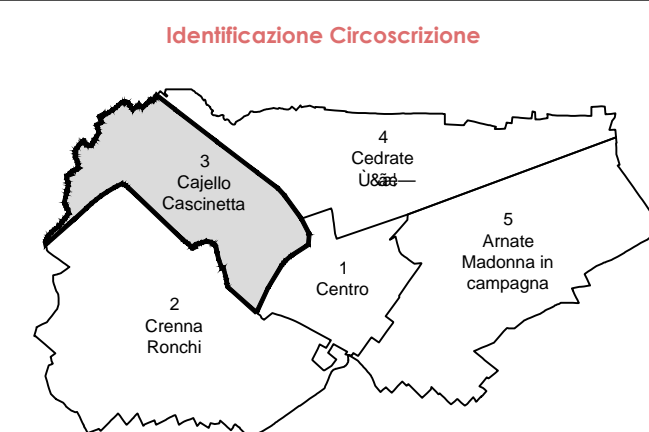 Identificazione Circoscrizione
4
Cedrate
3
Cajello
Cascinetta
5
Arnate
Madonna in
campagna
1
Centro
2
Crenna
Ronchi